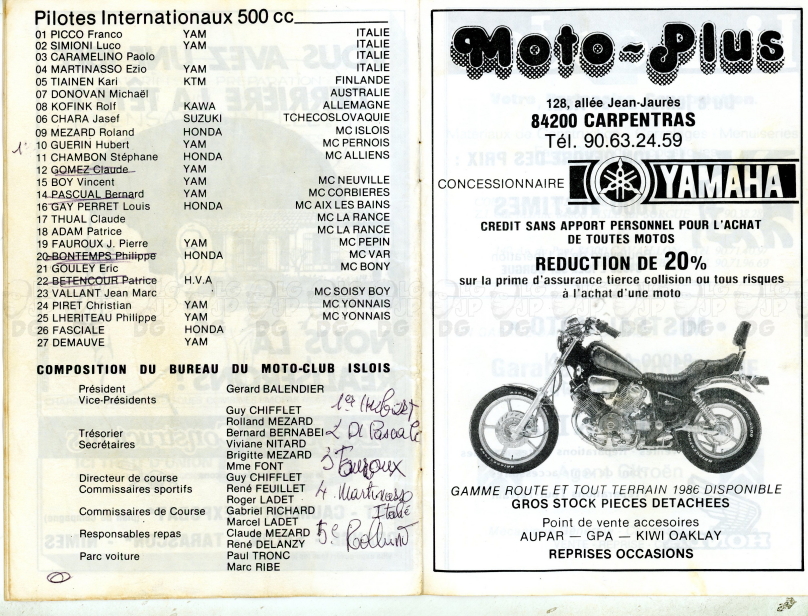 Pilotes Internationaux 500 cc
01 PICCO Franco YAM ITALIE
02 SIMIONI Luco YAM ITALIE
03 CARAMELINO Paolo ITALIE
04 MARTINASSO Ezio YAM ITALIE
05 TIAINEN Kari KTM FINLANDE
07 DONOVAN Michaël AUSTRALIE
08 KOFINK Rolf KAWA ALLEMAGNE
06 CHARA Jasef SUZUKI TCHECOSLOVAQUIE
09 MEZARD Roland HONDA MC ISLOIS
10 GUERIN Hubert YAM MC PERNOIS
11 CHAMBON Stéphane HONDA MC ALLIENS
12 GOMEZ Claude YAM
15 BOY Vincent YAM MC NEUVILLE
14 PASCUAL Bernard YAM MC CORBIERES
16 GAY PERRET Louis HONDA MC AIX LES BAINS
17 THUAL Claude MC LA RANCE
18 ADAM Patrice MC LA RANCE
19 FAUROUX J. Pierre YAM MC PEPIN
20 BONTEMPS Philippe HONDA MC VAR
21 GOULEY Eric MC BONY
22 BETENCOUR Patrice H.V.A
23 VALLANT Jean Marc MC SOISY BOY
24 PIRET Christian YAM MC YONNAIS
25 LHERITEAU Philippe YAM MC YONNAIS
26 FASCIALE HONDA
27 DEMAUVE YAM
COMPOSITION DU BUREAU DU MOTO-CLUB ISLOIS
Président Gerard BALENDIER
Vice-Présidents
Guy CHIFFLET
Rolland MEZARD
Trésorier Bernard BERNABEI
Secrétaires Viviane NITARD
Brigitte MEZARD
Mme FONT
Directeur de course Guy CHIFFLET
Commissaires sportifs René FEUILLET
Roger LADET
Commissaires de Course Gabriel RICHARD
Marcel LADET
Responsables repas Claude MEZARD
René DELANZY
Parc voiture Paul TRONC
Marc RIBE
2 Di Pascale
4. Martinasso
Italie
Moto-Plus
128, allée Jean-Jaurès
84200 CARPENTRAS
Tél. 90.63.24.59
CONCESSIONNAIRE YAMAHA
CREDIT SANS APPORT PERSONNEL POUR L'ACHAT
DE TOUTES MOTOS
REDUCTION DE 20%
sur la prime d'assurance tierce collision ou tous risques
à l'achat d'une moto
GAMME ROUTE ET TOUT TERRAIN 1986 DISPONIBLE
GROS STOCK PIECES DETACHEES
Point de vente accesoires
AUPAR — GPA — KIWI OAKLAY
REPRISES OCCASIONS